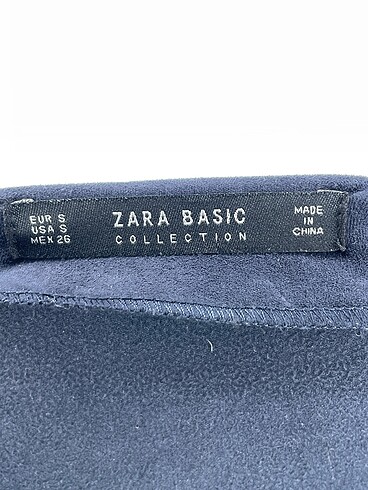 EUR S
USA S
MEX 26
ZARA BASIC
COLLECTION
MADE
IN
CHINA